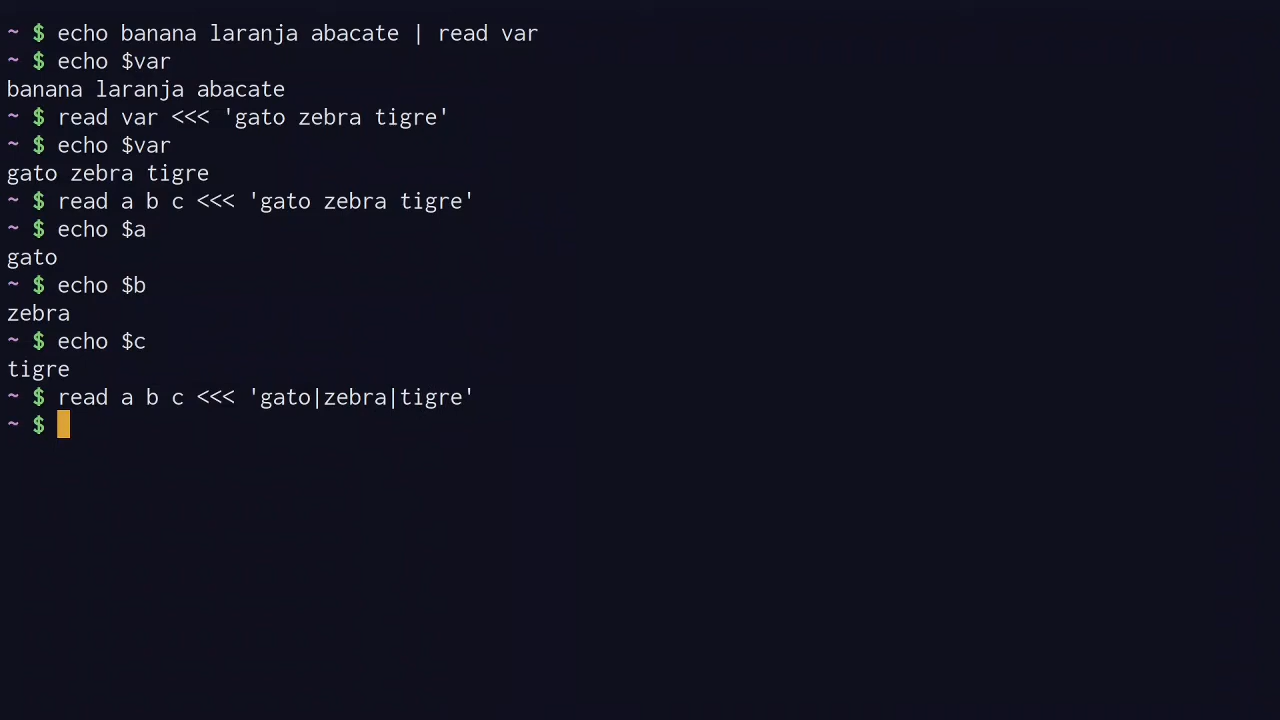 ~ $ echo banana laranja abacate | read var
~ $ echo $var
banana laranja abacate
~ $ read var <<< 'gato zebra tigre'
~ $ echo $var
gato zebra tigre
~ $ read a b c <<< 'gato zebra tigre'
~ $ echo $a
gato
~ $ echo $b
zebra
~ $ echo $c
tigre
~ $ read a b c <<< 'gato|zebra|tigre'
~ $